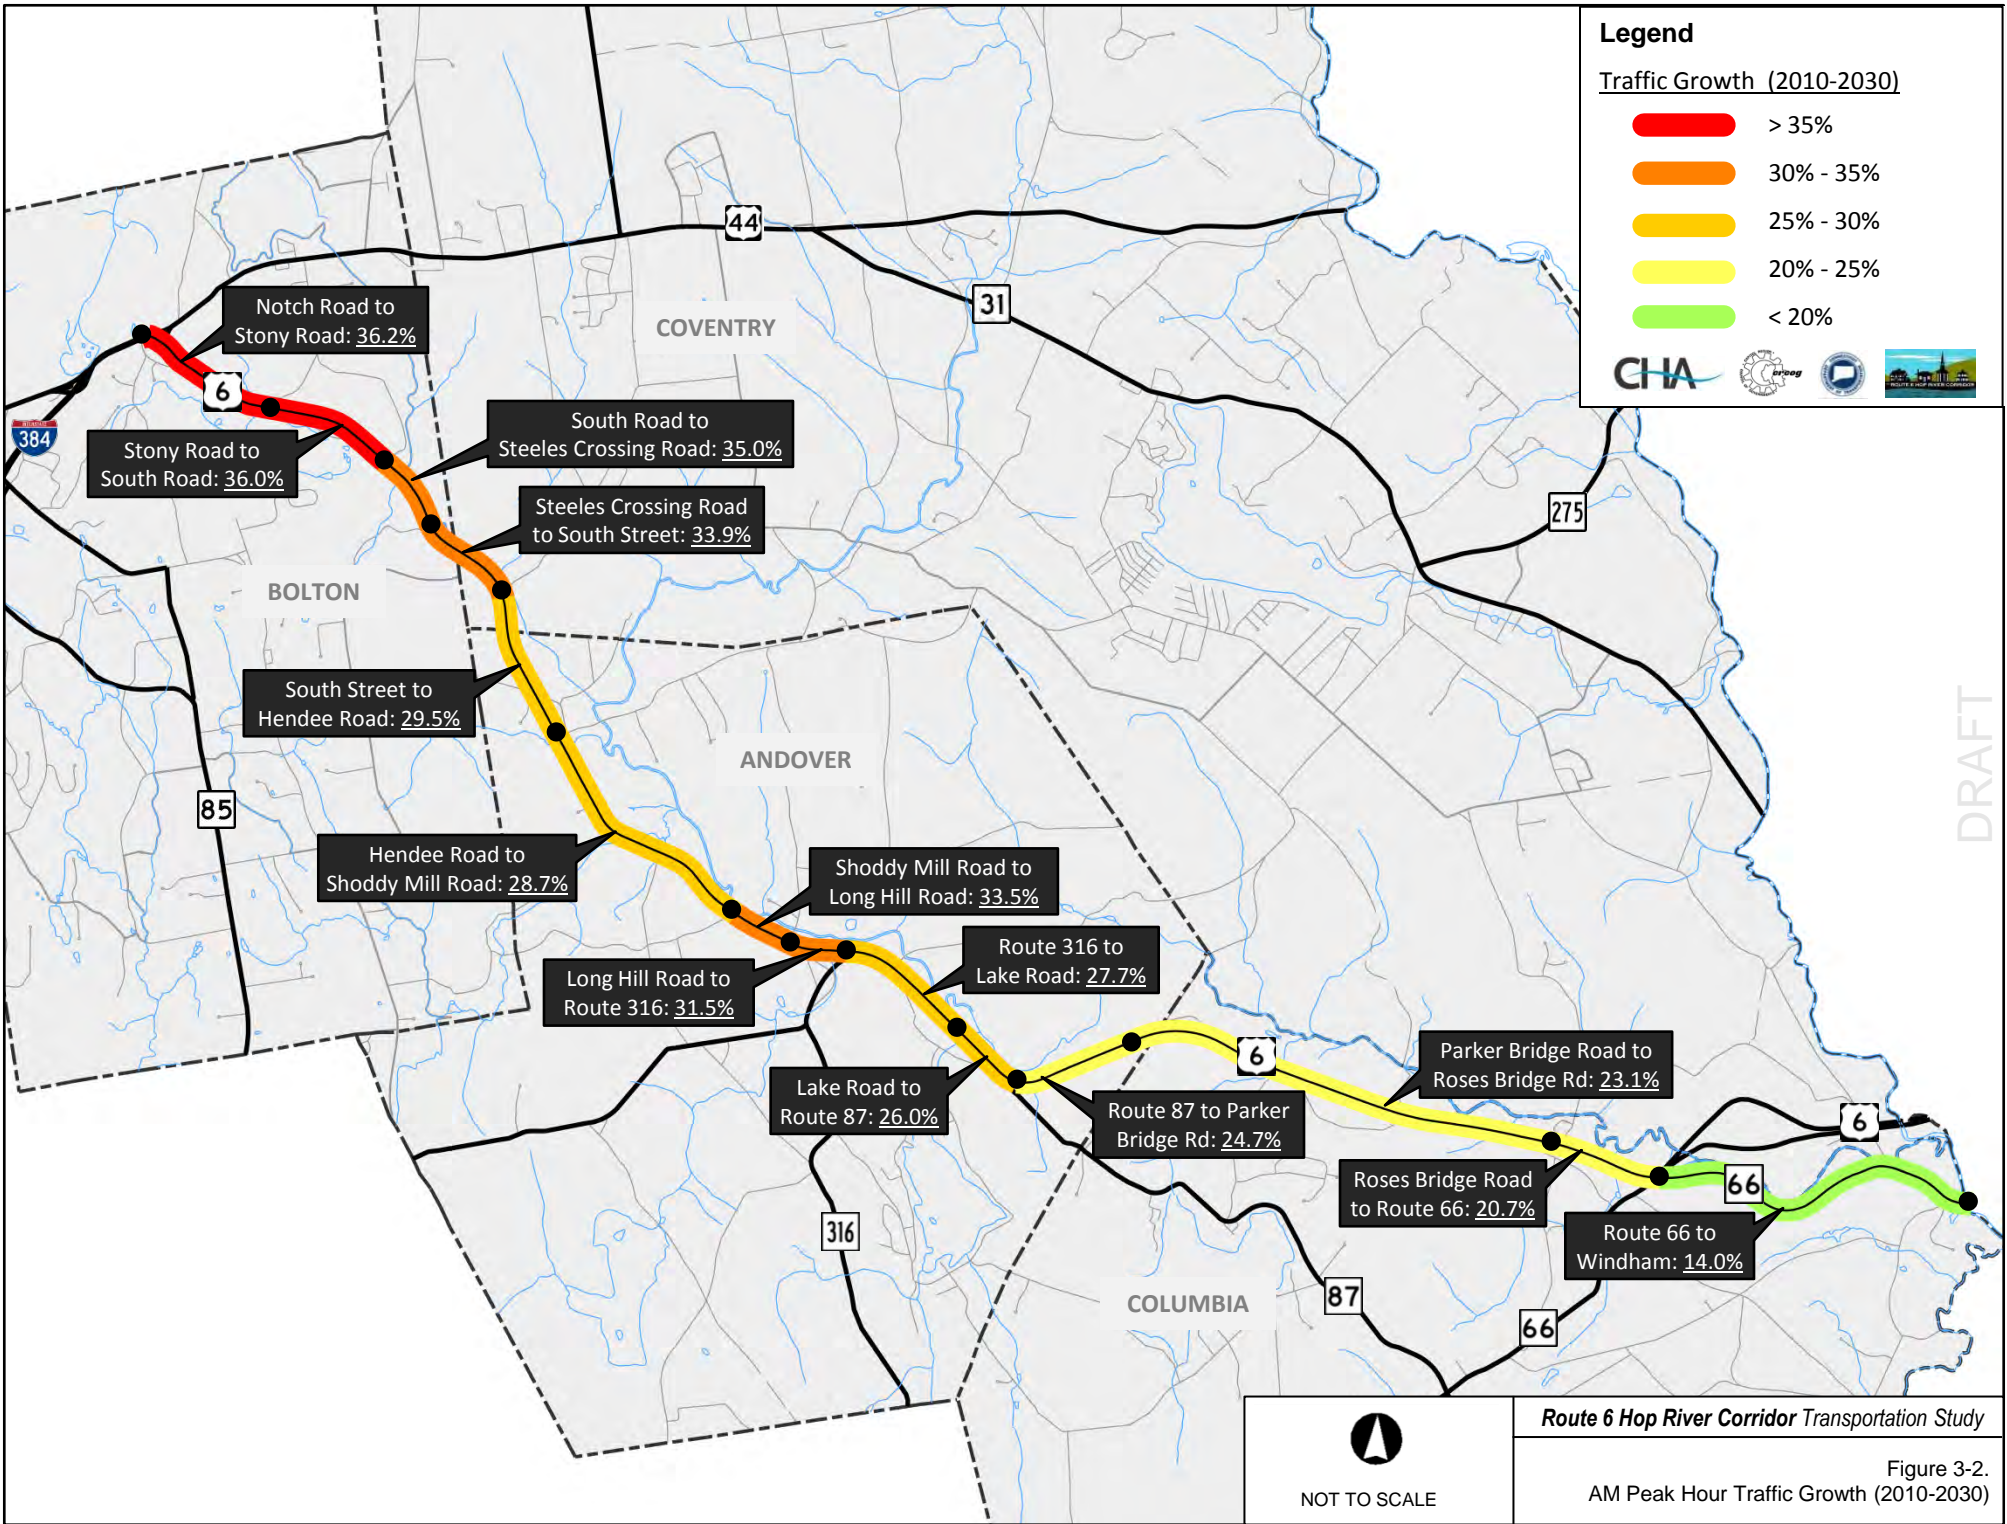 Legend
Traffic Growth (2010-2030)
> 35%
30% - 35%
25% - 30%
20% - 25%
< 20%
CHA
crcog
ROUTE 6 HOP RIVER CORRIDOR
44
31
COVENTRY
Notch Road to
Stony Road: 36.2%
6
INTERSTATE
384
Stony Road to
South Road: 36.0%
South Road to
Steeles Crossing Road: 35.0%
Steeles Crossing Road
to South Street: 33.9%
275
BOLTON
South Street to
Hendee Road: 29.5%
ANDOVER
85
DRAFT
Hendee Road to
Shoddy Mill Road: 28.7%
Shoddy Mill Road to
Long Hill Road: 33.5%
Long Hill Road to
Route 316: 31.5%
Route 316 to
Lake Road: 27.7%
6
Parker Bridge Road to
Roses Bridge Rd: 23.1%
Lake Road to
Route 87: 26.0%
Route 87 to Parker
Bridge Rd: 24.7%
6
Roses Bridge Road
to Route 66: 20.7%
66
316
Route 66 to
Windham: 14.0%
COLUMBIA
87
66
NOT TO SCALE
Route 6 Hop River Corridor Transportation Study
Figure 3-2.
AM Peak Hour Traffic Growth (2010-2030)